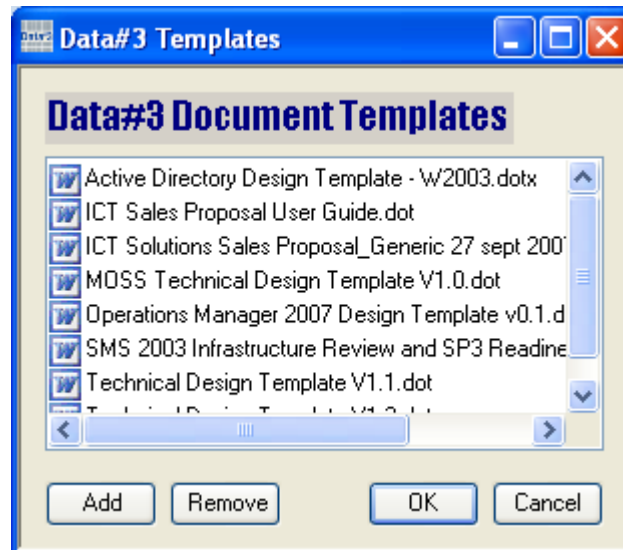 Data#3 Templates
Data#3 Document Templates
Active Directory Design Template - W2003.dotx
ICT Sales Proposal User Guide.dot
ICT Solutions Sales Proposal_Generic 27 sept 200
MOSS Technical Design Template V1.0.dot
Operations Manager 2007 Design Template v0.1.d
SMS 2003 Infrastructure Review and SP3 Readine
Technical Design Template V1.1.dot
Add Remove OK Cancel